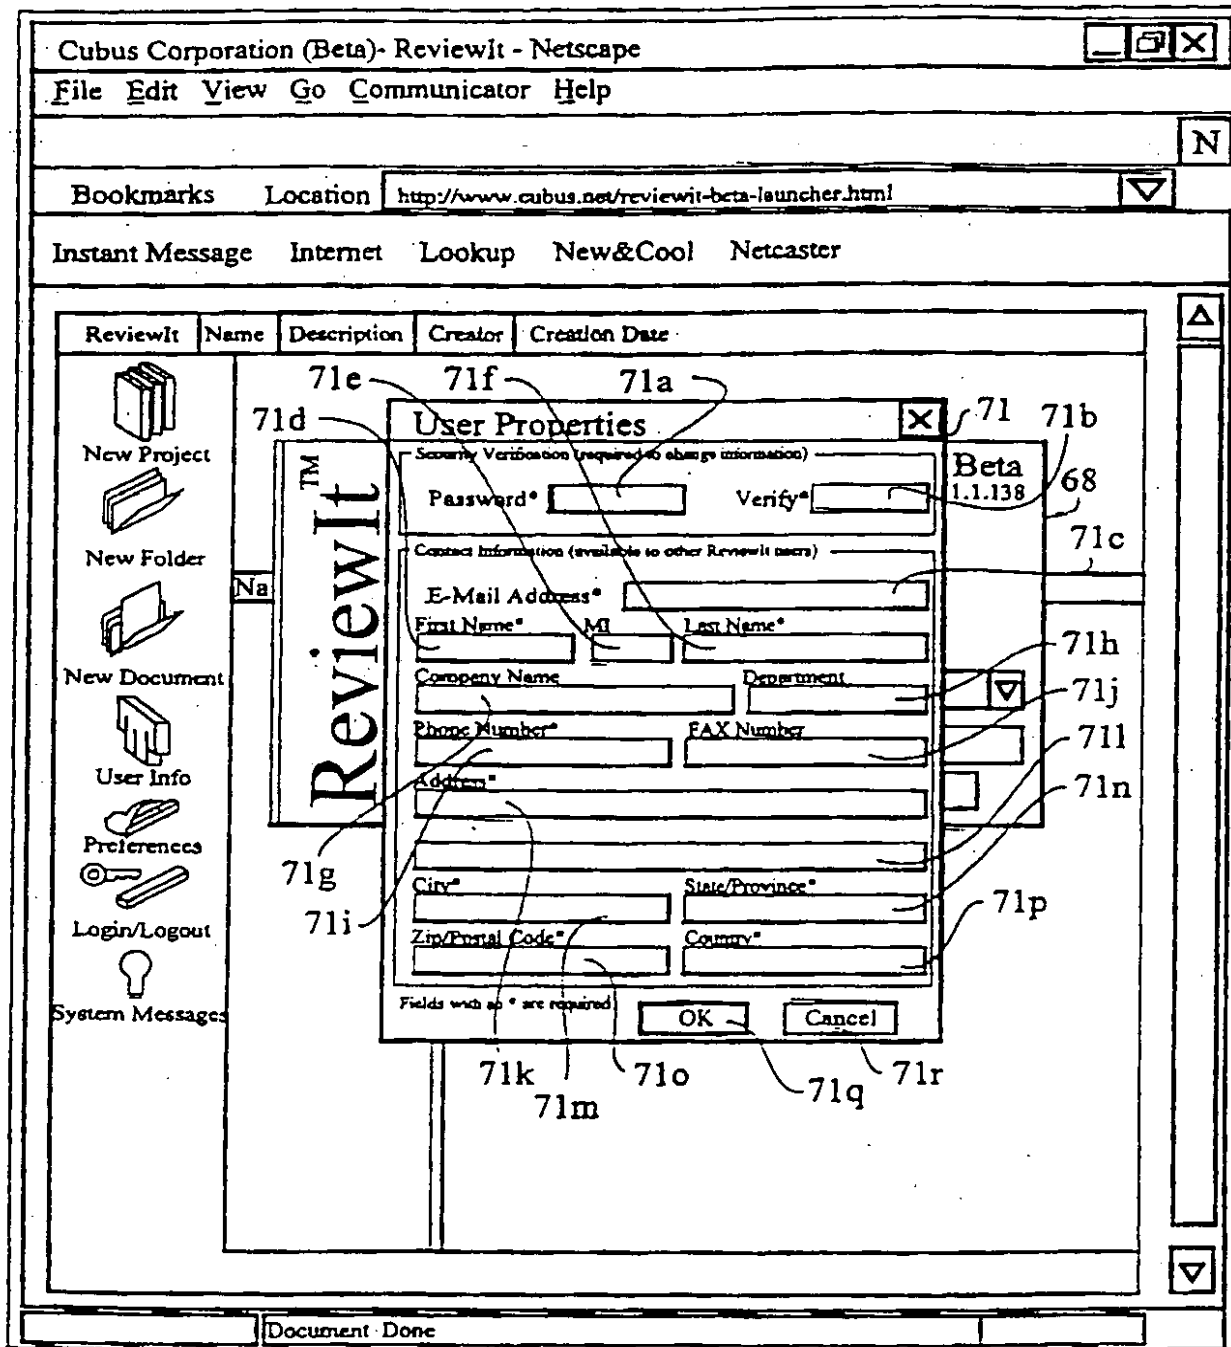 Cubus Corporation (Beta)- ReviewIt - Netscape
File Edit View Go Communicator Help
N
Bookmarks Location http://www.cubus.net/reviewit-beta-launcher.html
Instant Message Internet Lookup New&Cool Netcaster
ReviewIt Name Description Creator Creation Date
New Project
New Folder
New Document
User Info
Preferences
Login/Logout
System Messages
Na
ReviewIt™
Beta
1.1.138
68
71e 71f 71a
71d
71
71b
User Properties
Security Verification (required to change information)
Password* Verify*
Contact Information (available to other ReviewIt users)
71c
E-Mail Address*
First Name* MI Last Name*
71h
Company Name Department
71j
Phone Number* FAX Number
71l
Address*
71n
71g
City* State/Province*
71i
71p
Zip/Postal Code* Country*
Fields with an * are required
OK Cancel
71k 71o 71r
71m 71q
Document Done